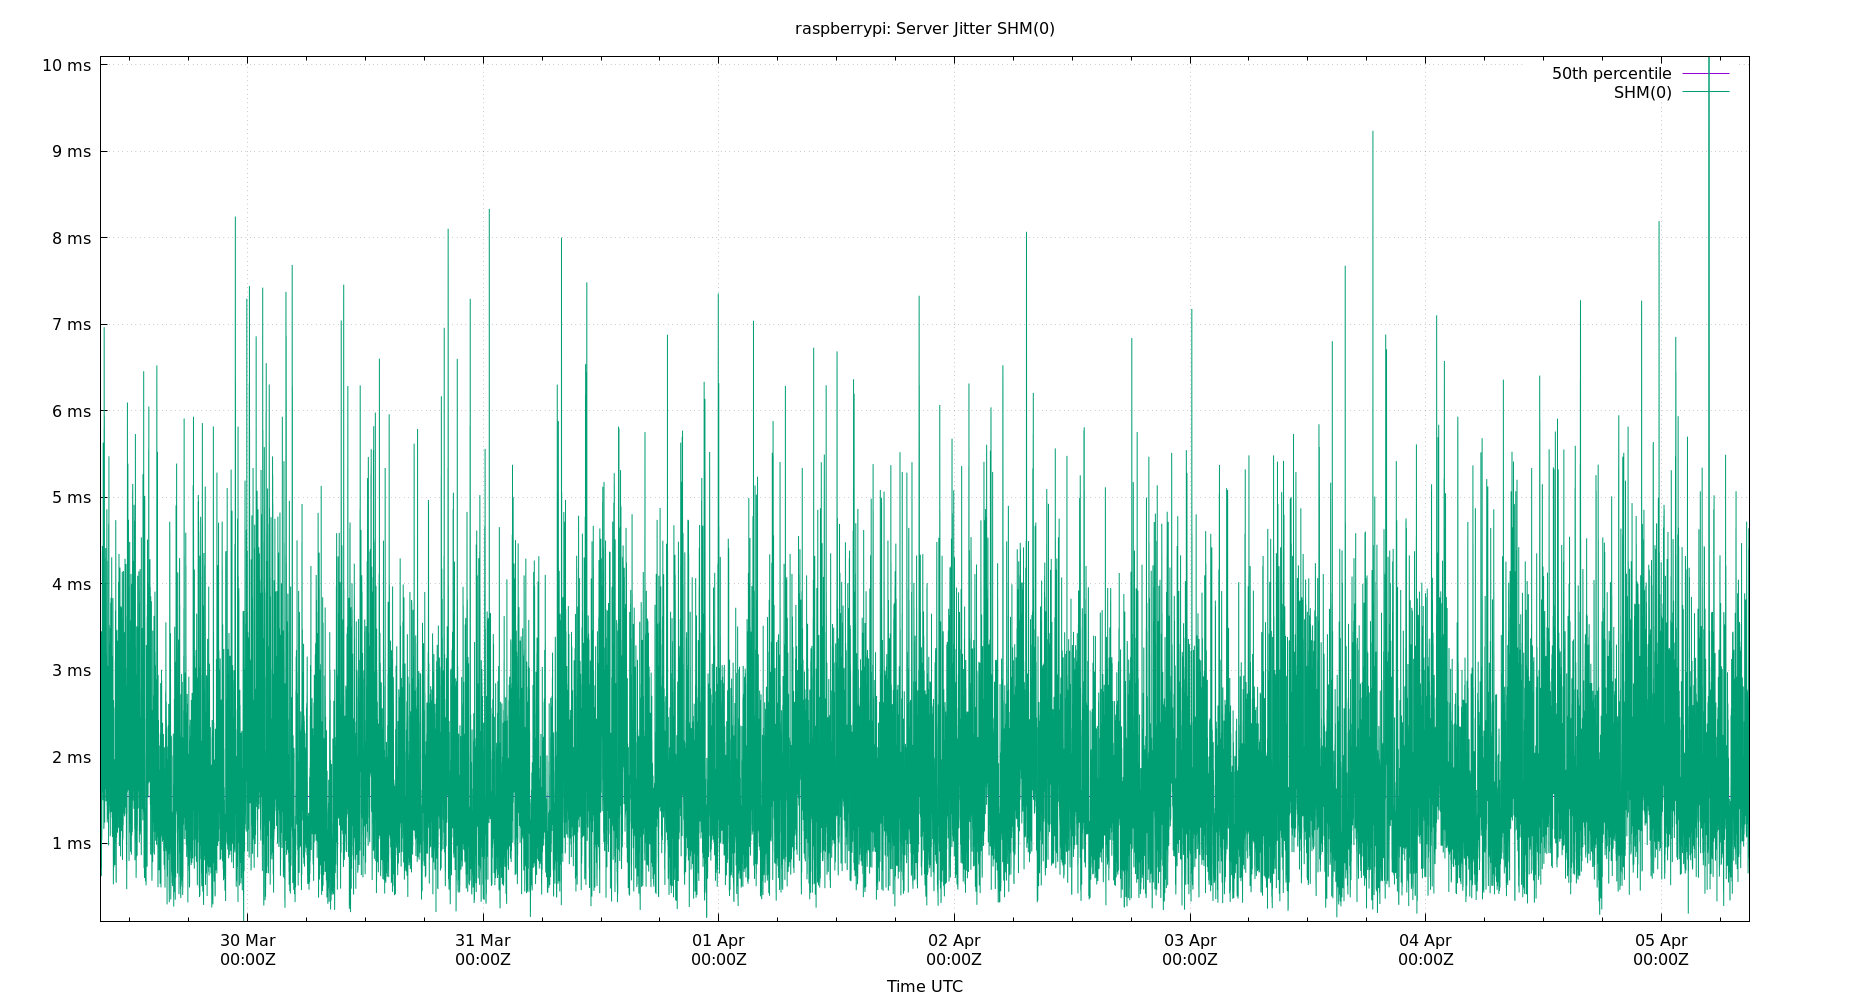 raspberrypi: Server Jitter SHM(0)
10 ms
9 ms
8 ms
7 ms
6 ms
5 ms
4 ms
3 ms
2 ms
1 ms
50th percentile
SHM(0)
30 Mar
00:00Z
31 Mar
00:00Z
01 Apr
00:00Z
02 Apr
00:00Z
03 Apr
00:00Z
04 Apr
00:00Z
05 Apr
00:00Z
Time UTC